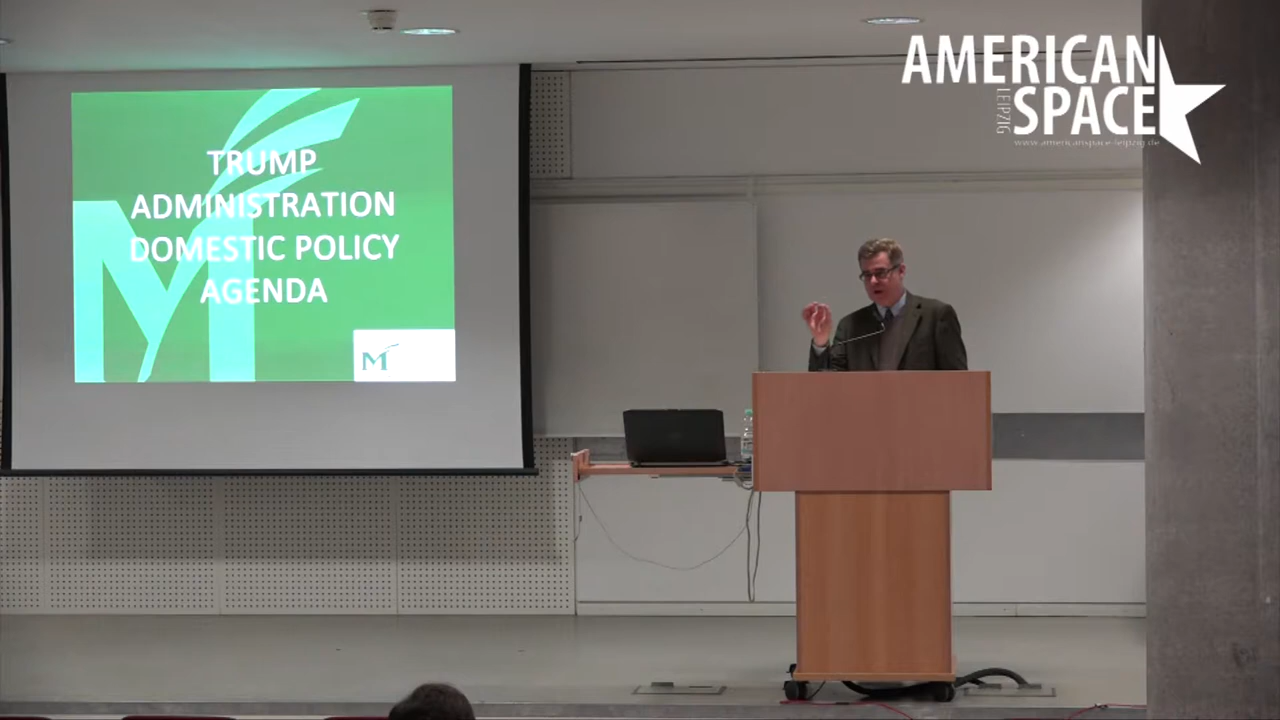 TRUMP
ADMINISTRATION
DOMESTIC POLICY
AGENDA
M
AMERICAN
LEIPZIG
SPACE
www.americanspace-leipzig.de